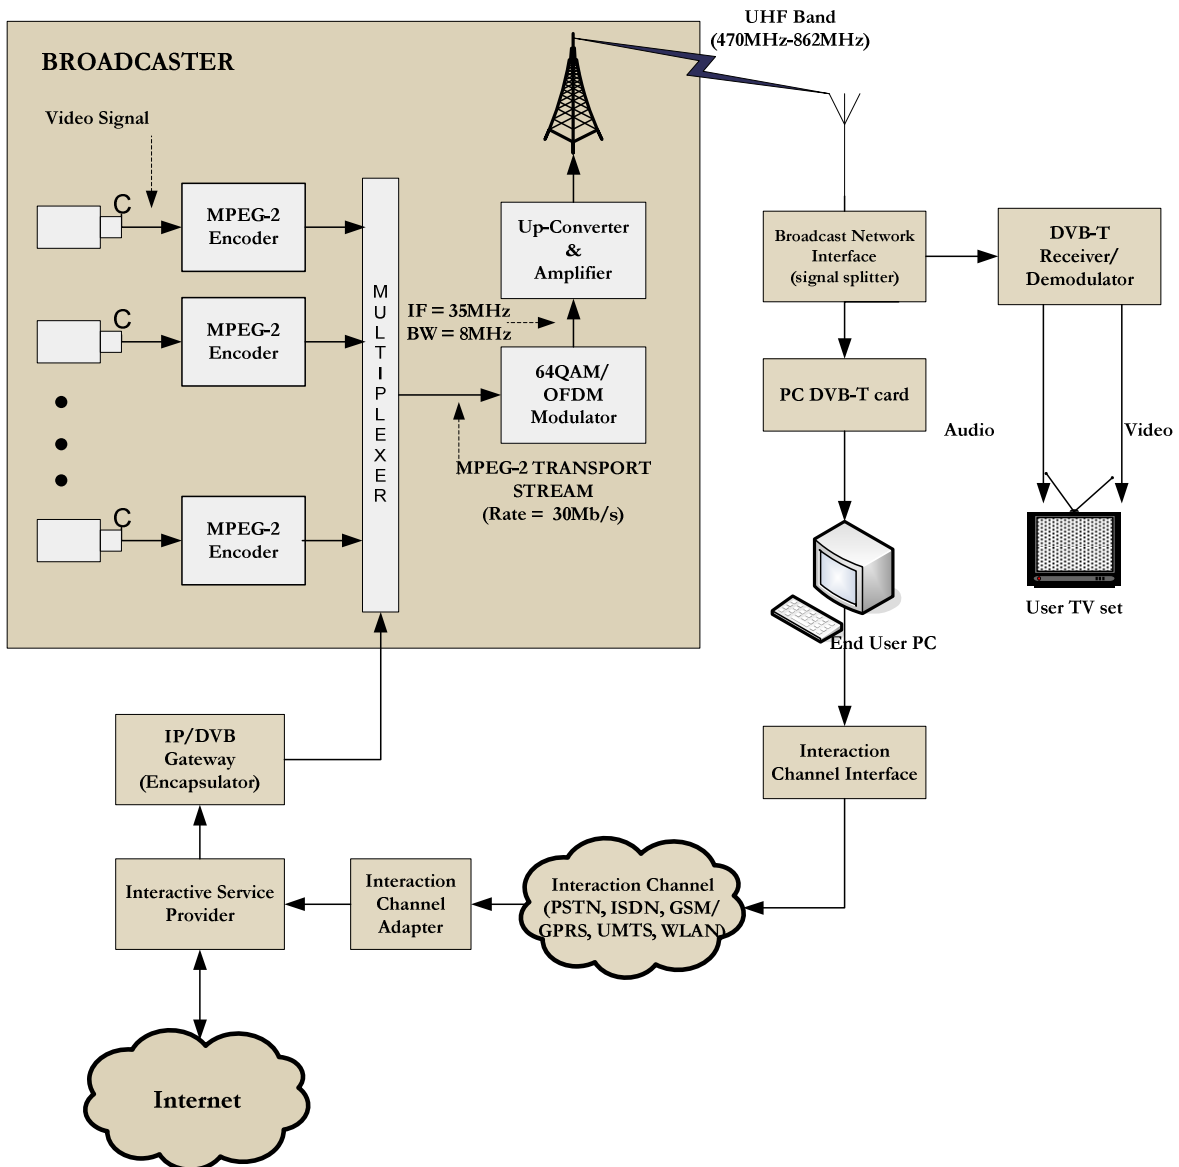 UHF Band
(470MHz-862MHz)
BROADCASTER
Video Signal
C
MPEG-2
Encoder
C
MPEG-2
Encoder
C
MPEG-2
Encoder
MULTIPLEXER
Up-Converter
&
Amplifier
IF = 35MHz
BW = 8MHz
64QAM/
OFDM
Modulator
MPEG-2 TRANSPORT
STREAM
(Rate = 30Mb/s)
Broadcast Network
Interface
(signal splitter)
DVB-T
Receiver/
Demodulator
PC DVB-T card
Audio
Video
User TV set
End User PC
IP/DVB
Gateway
(Encapsulator)
Interaction
Channel Interface
Interactive Service
Provider
Interaction
Channel
Adapter
Interaction Channel
(PSTN, ISDN, GSM/
GPRS, UMTS, WLAN)
Internet